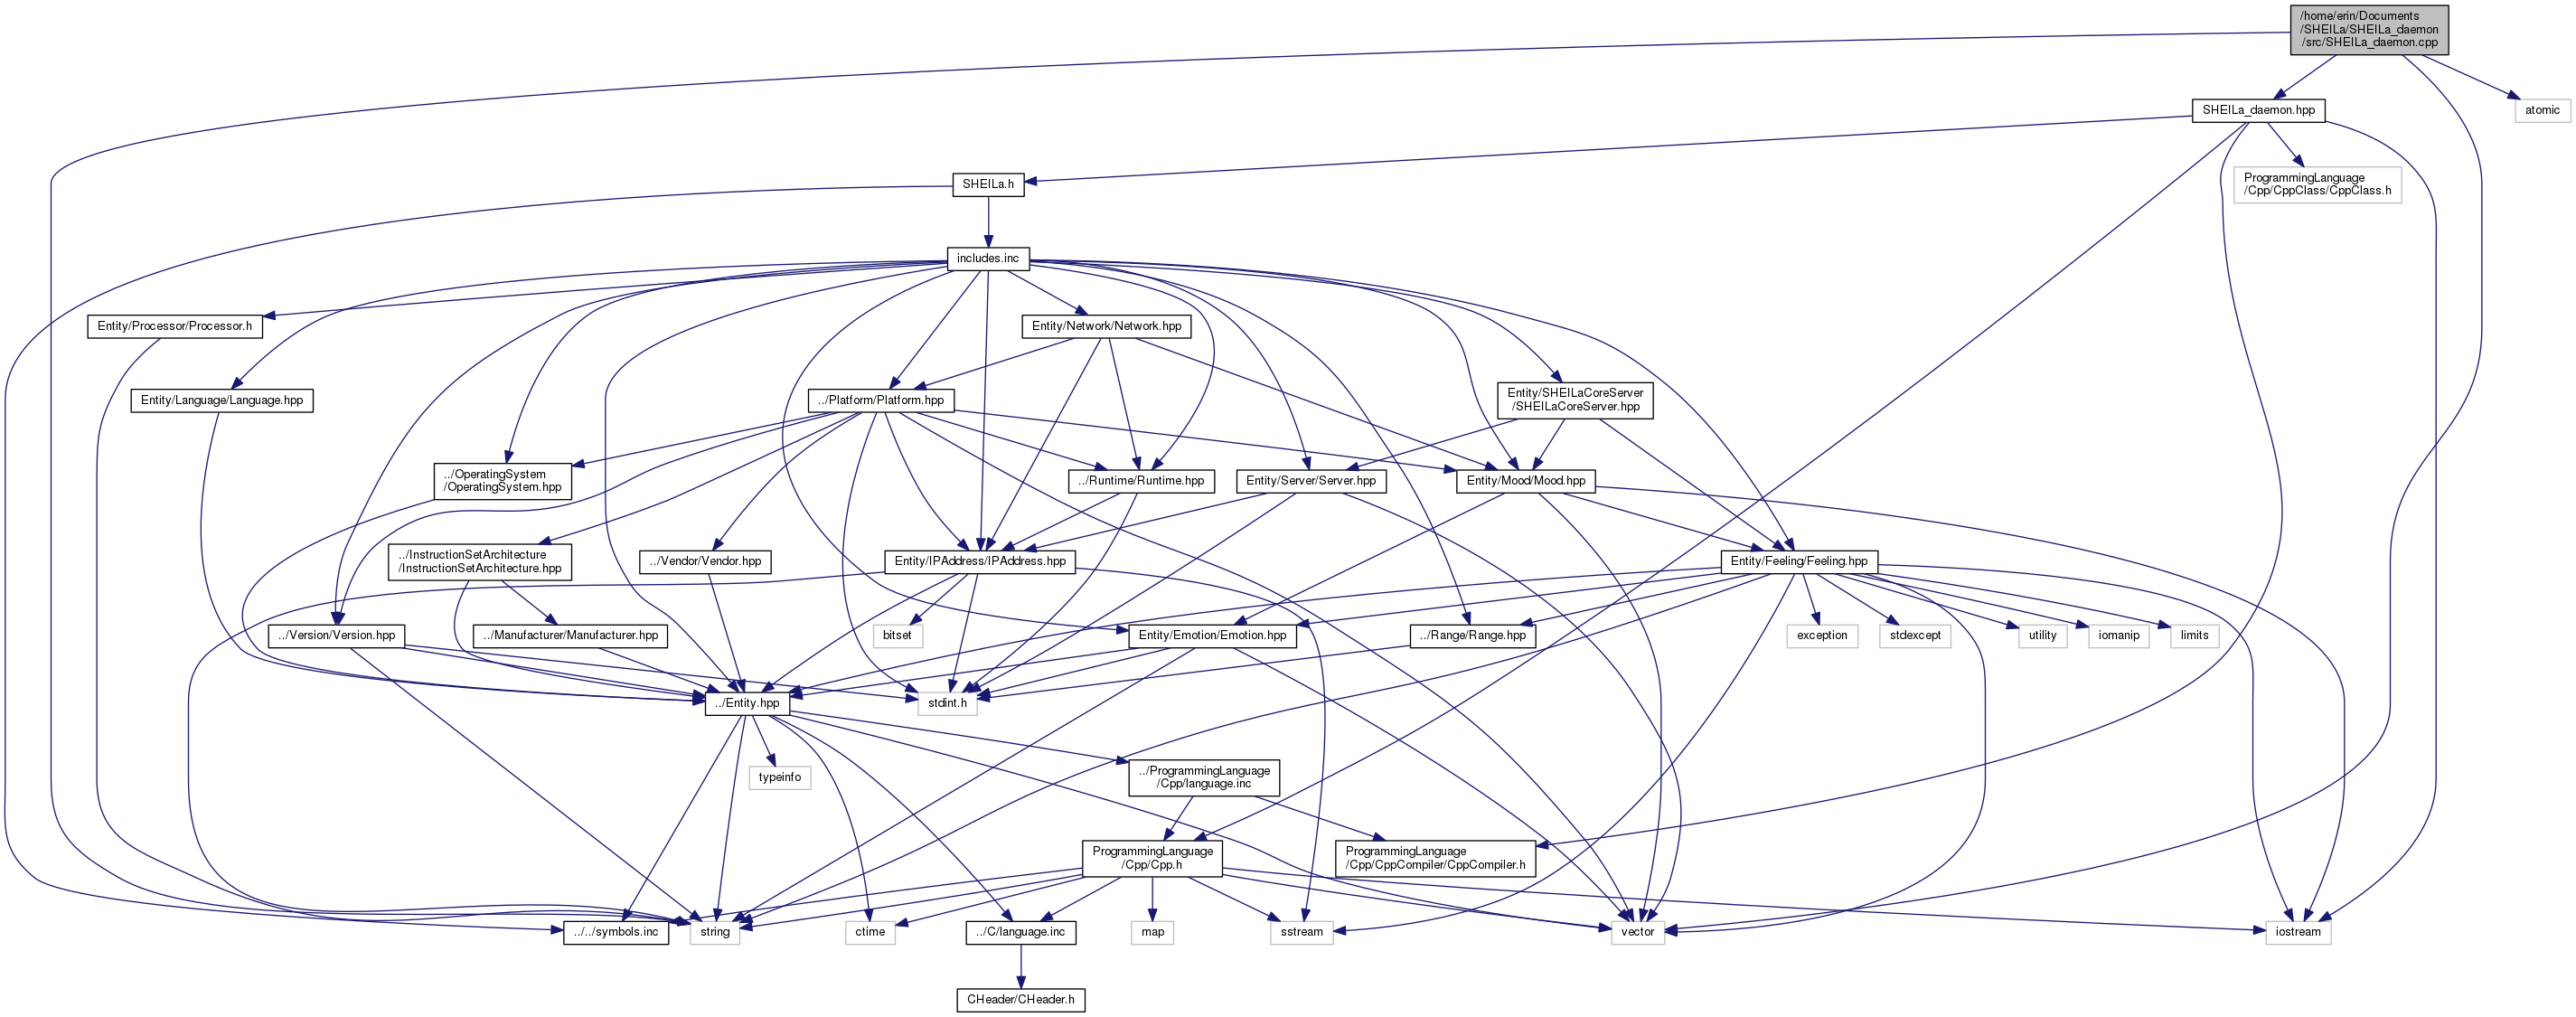 /home/erin/Documents
/SHEILa/SHEILa_daemon
/src/SHEILa_daemon.cpp
SHEILa_daemon.hpp
atomic
SHEILa.h
ProgrammingLanguage
/Cpp/CppClass/CppClass.h
includes.inc
Entity/Processor/Processor.h
Entity/Network/Network.hpp
Entity/Language/Language.hpp
../Platform/Platform.hpp
Entity/SHEILaCoreServer
/SHEILaCoreServer.hpp
../OperatingSystem
/OperatingSystem.hpp
../Runtime/Runtime.hpp
Entity/Server/Server.hpp
Entity/Mood/Mood.hpp
../InstructionSetArchitecture
/InstructionSetArchitecture.hpp
../Vendor/Vendor.hpp
Entity/IPAddress/IPAddress.hpp
Entity/Feeling/Feeling.hpp
../Version/Version.hpp
../Manufacturer/Manufacturer.hpp
bitset
Entity/Emotion/Emotion.hpp
../Range/Range.hpp
exception
stdexcept
utility
iomanip
limits
../Entity.hpp
stdint.h
typeinfo
../ProgrammingLanguage
/Cpp/language.inc
ProgrammingLanguage
/Cpp/Cpp.h
ProgrammingLanguage
/Cpp/CppCompiler/CppCompiler.h
../../symbols.inc
string
ctime
../C/language.inc
map
sstream
vector
iostream
CHeader/CHeader.h